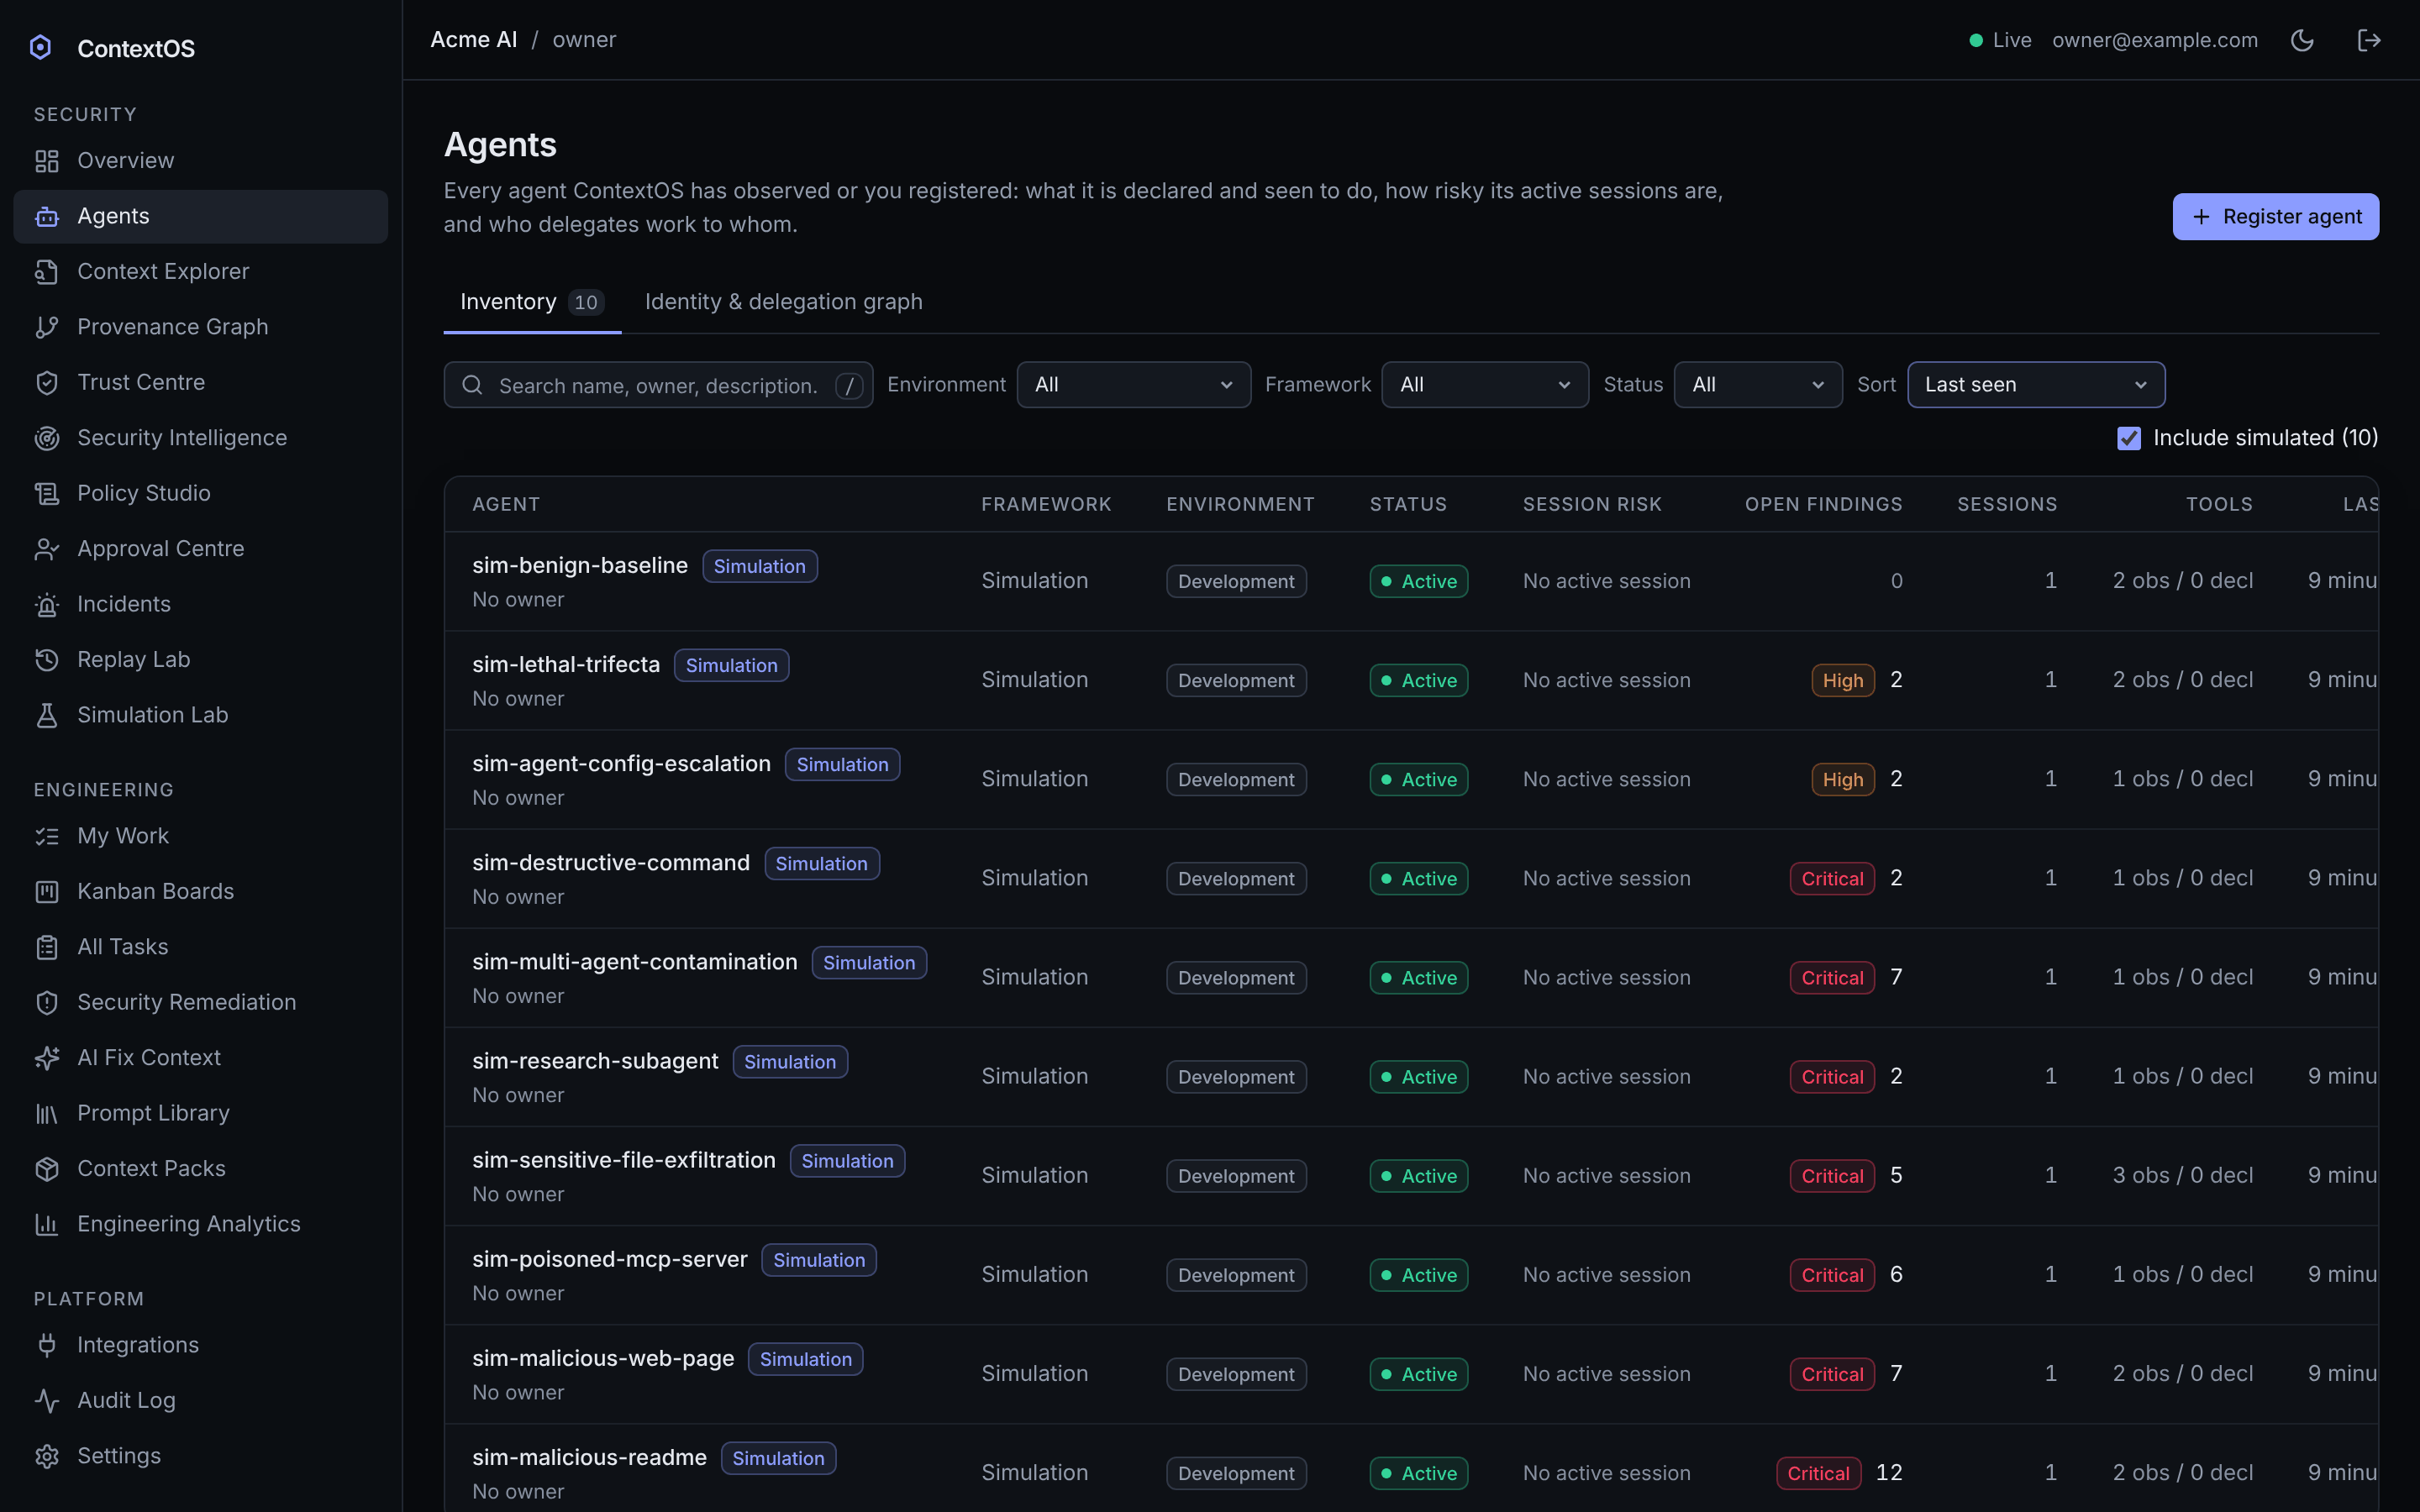 ContextOS
SECURITY
Overview
Agents
Context Explorer
Provenance Graph
Trust Centre
Security Intelligence
Policy Studio
Approval Centre
Incidents
Replay Lab
Simulation Lab
ENGINEERING
My Work
Kanban Boards
All Tasks
Security Remediation
AI Fix Context
Prompt Library
Context Packs
Engineering Analytics
PLATFORM
Integrations
Audit Log
Settings
Acme AI / owner
Live owner@example.com
Agents
Every agent ContextOS has observed or you registered: what it is declared and seen to do, how risky its active sessions are,
and who delegates work to whom.
+ Register agent
Inventory 10 Identity & delegation graph
Search name, owner, description. / Environment All Framework All Status All Sort Last seen
Include simulated (10)
AGENT FRAMEWORK ENVIRONMENT STATUS SESSION RISK OPEN FINDINGS SESSIONS TOOLS LAS
sim-benign-baseline Simulation
No owner
Simulation Development Active No active session 0 1 2 obs / 0 decl 9 minu
sim-lethal-trifecta Simulation
No owner
Simulation Development Active No active session High 2 1 2 obs / 0 decl 9 minu
sim-agent-config-escalation Simulation
No owner
Simulation Development Active No active session High 2 1 1 obs / 0 decl 9 minu
sim-destructive-command Simulation
No owner
Simulation Development Active No active session Critical 2 1 1 obs / 0 decl 9 minu
sim-multi-agent-contamination Simulation
No owner
Simulation Development Active No active session Critical 7 1 1 obs / 0 decl 9 minu
sim-research-subagent Simulation
No owner
Simulation Development Active No active session Critical 2 1 1 obs / 0 decl 9 minu
sim-sensitive-file-exfiltration Simulation
No owner
Simulation Development Active No active session Critical 5 1 3 obs / 0 decl 9 minu
sim-poisoned-mcp-server Simulation
No owner
Simulation Development Active No active session Critical 6 1 1 obs / 0 decl 9 minu
sim-malicious-web-page Simulation
No owner
Simulation Development Active No active session Critical 7 1 2 obs / 0 decl 9 minu
sim-malicious-readme Simulation
No owner
Simulation Development Active No active session Critical 12 1 2 obs / 0 decl 9 minu